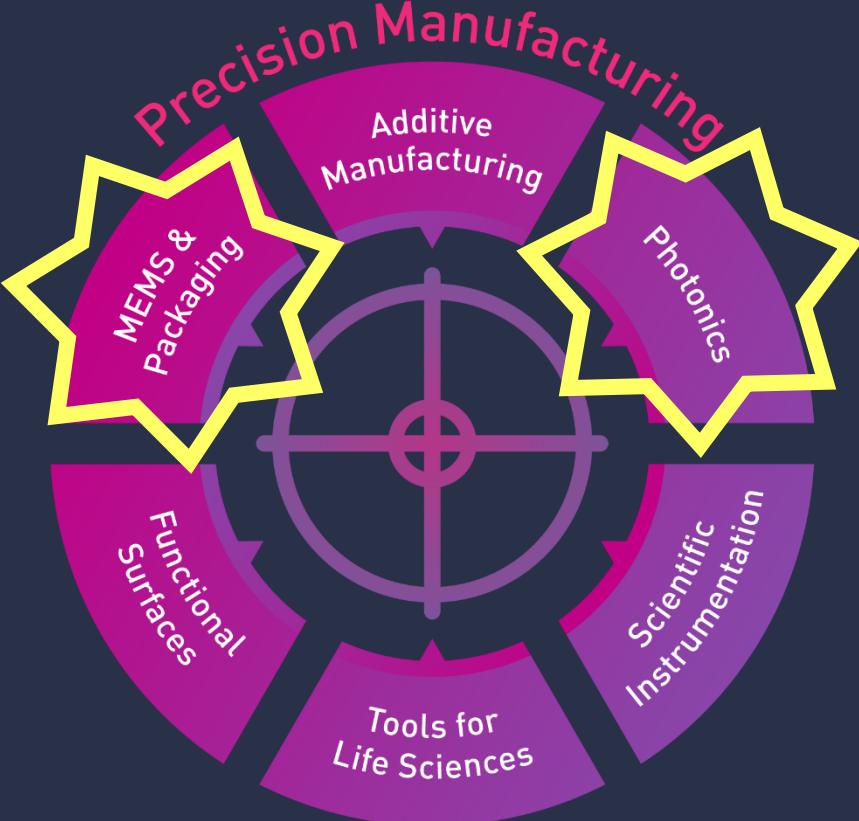 Precision Manufacturing
Additive
Manufacturing
Photonics
Scientific
Instrumentation
Tools for
Life Sciences
Functional
Surfaces
MEMS &
Packaging